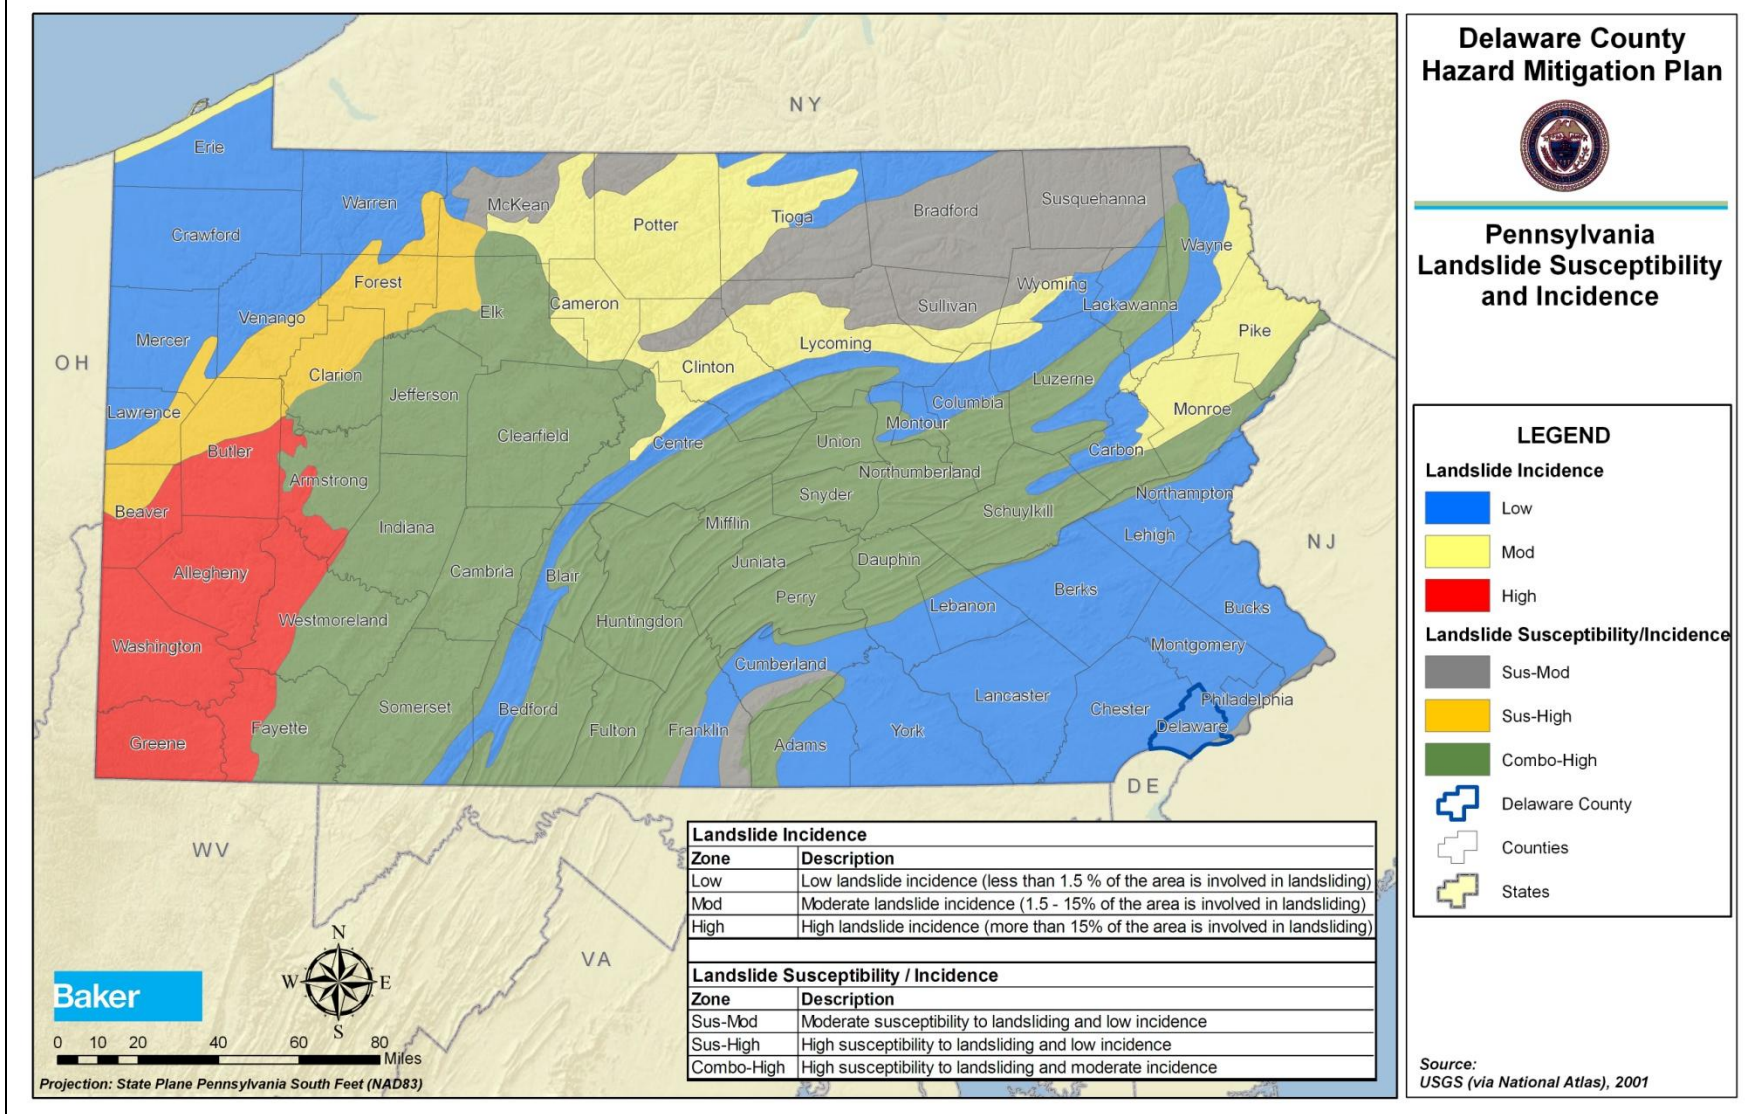 Delaware County
Hazard Mitigation Plan
Pennsylvania
Landslide Susceptibility
and Incidence
LEGEND
Landslide Incidence
Low
Mod
High
Landslide Susceptibility/Incidence
Sus-Mod
Sus-High
Combo-High
Delaware County
Counties
States
Source:
USGS (via National Atlas), 2001
NY
OH
NJ
DE
WV
VA
Erie
Warren
McKean
Potter
Tioga
Bradford
Susquehanna
Crawford
Wayne
Forest
Wyoming
Cameron
Elk
Sullivan
Lackawanna
Venango
Mercer
Lycoming
Pike
Clinton
Clarion
Luzerne
Jefferson
Columbia
Lawrence
Monroe
Montour
Clearfield
Centre
Union
Butler
Carbon
Northumberland
Armstrong
Snyder
Northampton
Beaver
Schuylkill
Mifflin
Indiana
Lehigh
Dauphin
Juniata
Allegheny
Cambria
Blair
Berks
Perry
Lebanon
Bucks
Westmoreland
Huntingdon
Washington
Montgomery
Cumberland
Lancaster
Philadelphia
Somerset
Bedford
Chester
Fayette
Fulton
Franklin
York
Delaware
Greene
Adams
Landslide Incidence
Zone Description
Low Low landslide incidence (less than 1.5 % of the area is involved in landsliding)
Mod Moderate landslide incidence (1.5 - 15% of the area is involved in landsliding)
High High landslide incidence (more than 15% of the area is involved in landsliding)
Landslide Susceptibility / Incidence
Zone Description
Sus-Mod Moderate susceptibility to landsliding and low incidence
Sus-High High susceptibility to landsliding and low incidence
Combo-High High susceptibility to landsliding and moderate incidence
N
W E
S
Baker
0 10 20 40 60 80
Miles
Projection: State Plane Pennsylvania South Feet (NAD83)